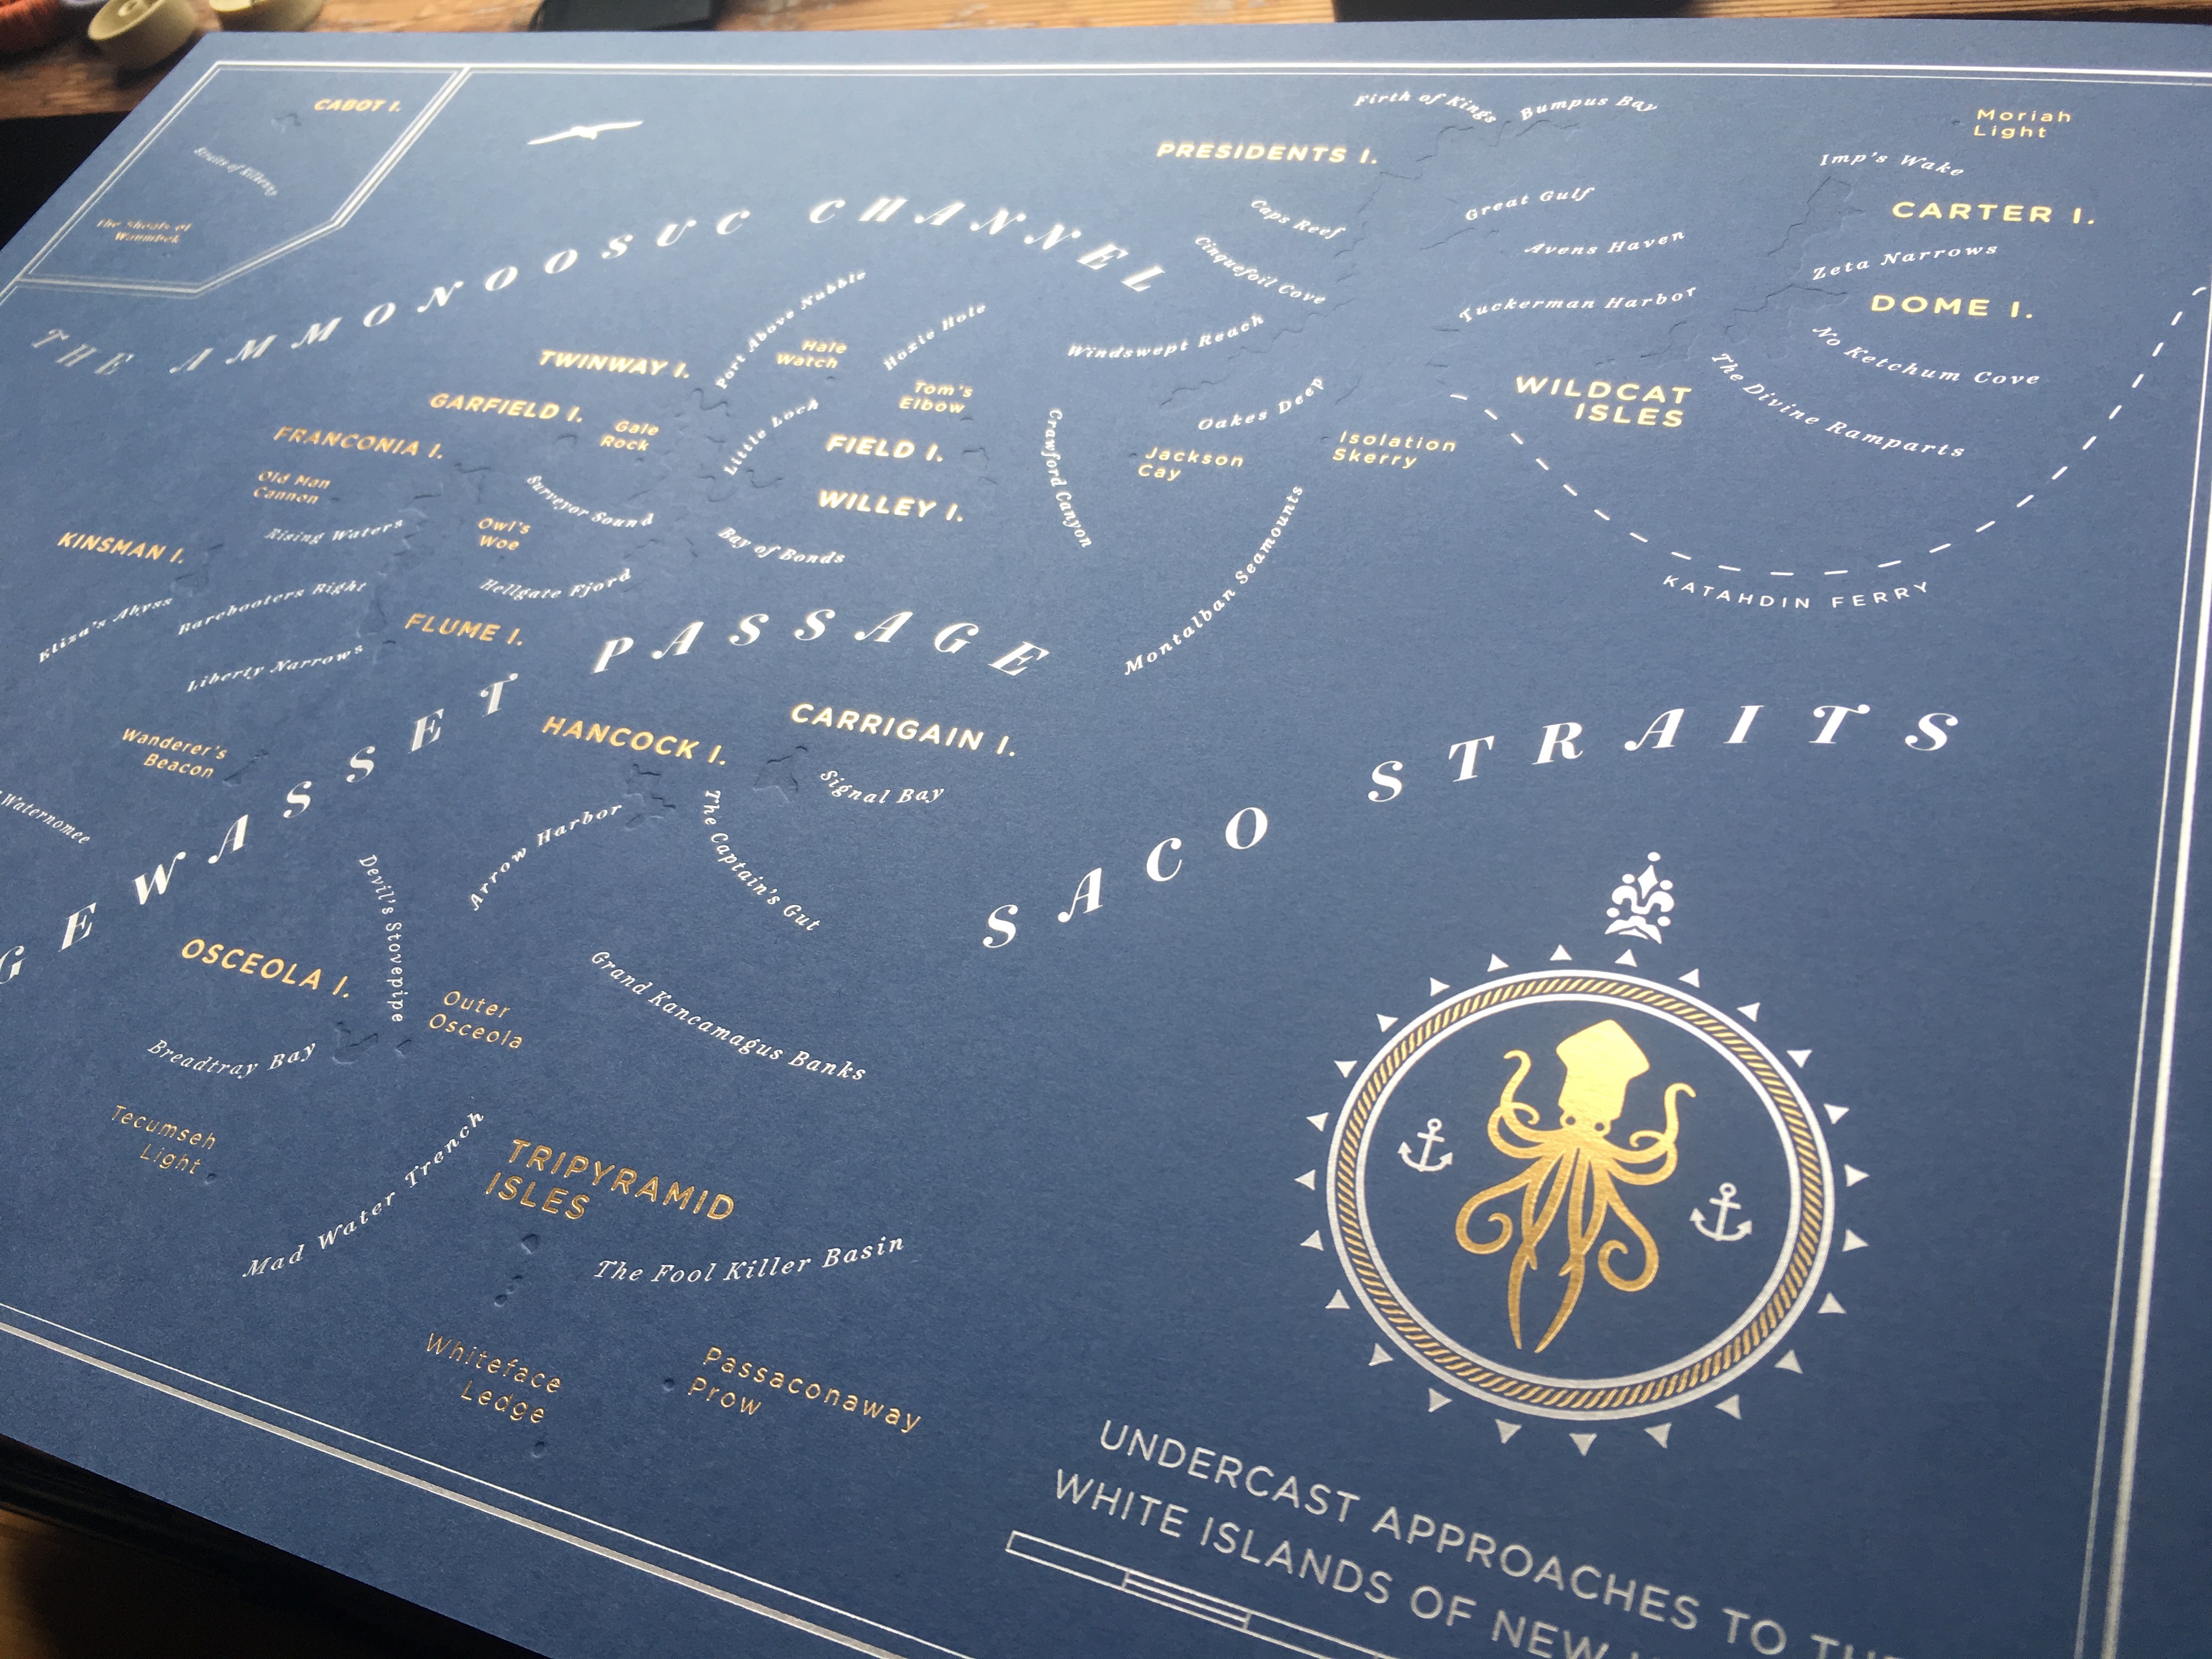 CABOT I.
Straits of Kilkenny
The Shoals of
Waumbek
THE AMMONOOSUC CHANNEL
Firth of Kings
Bumpus Bay
Moriah
Light
PRESIDENTS I.
Imp's Wake
CARTER I.
Great Gulf
Caps Reef
Avens Haven
Zeta Narrows
Cinquefoil Cove
DOME I.
Tuckerman Harbor
Windswept Reach
No Ketchum Cove
The Divine Ramparts
WILDCAT
ISLES
Port Above Nubble
Hale
Watch
Hoxie Hole
TWINWAY I.
Tom's
Elbow
GARFIELD I.
Gale
Rock
Little Loch
FIELD I.
Crawford Canyon
Oakes Deep
Jackson
Cay
Isolation
Skerry
FRANCONIA I.
Old Man
Cannon
Surveyor Sound
WILLEY I.
Rising Waters
Owl's
Woe
Bay of Bonds
KINSMAN I.
Montalban Seamounts
KATAHDIN FERRY
Eliza's Abyss
Barebooters Right
Hellgate Fjord
FLUME I.
Liberty Narrows
GEWASSET PASSAGE
HANCOCK I.
CARRIGAIN I.
SACO STRAITS
Wanderer's
Beacon
Signal Bay
Waternomee
Arrow Harbor
The Captain's Gut
Devil's Stovepipe
OSCEOLA I.
Outer
Osceola
Grand Kancamagus Banks
Breadtray Bay
Tecumseh
Light
Mad Water Trench
TRIPYRAMID
ISLES
The Fool Killer Basin
Whiteface
Ledge
Passaconaway
Prow
UNDERCAST APPROACHES TO
WHITE ISLANDS OF NEW